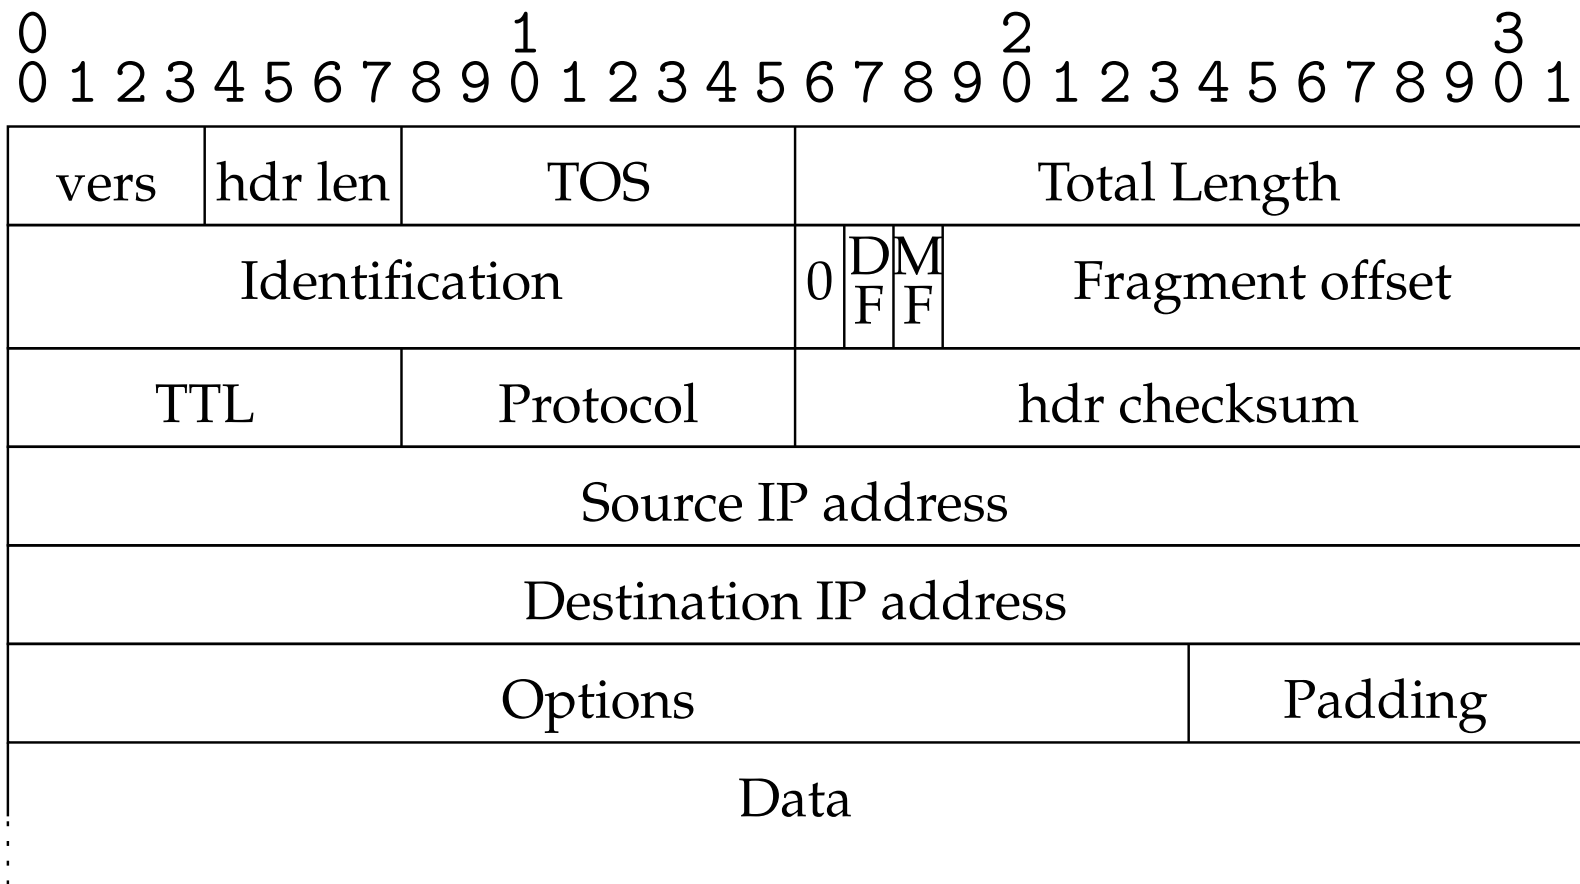 0 1 2 3
0 1 2 3 4 5 6 7 8 9 0 1 2 3 4 5 6 7 8 9 0 1 2 3 4 5 6 7 8 9 0 1
vers hdr len TOS Total Length
Identification 0 DF MF Fragment offset
TTL Protocol hdr checksum
Source IP address
Destination IP address
Options Padding
Data